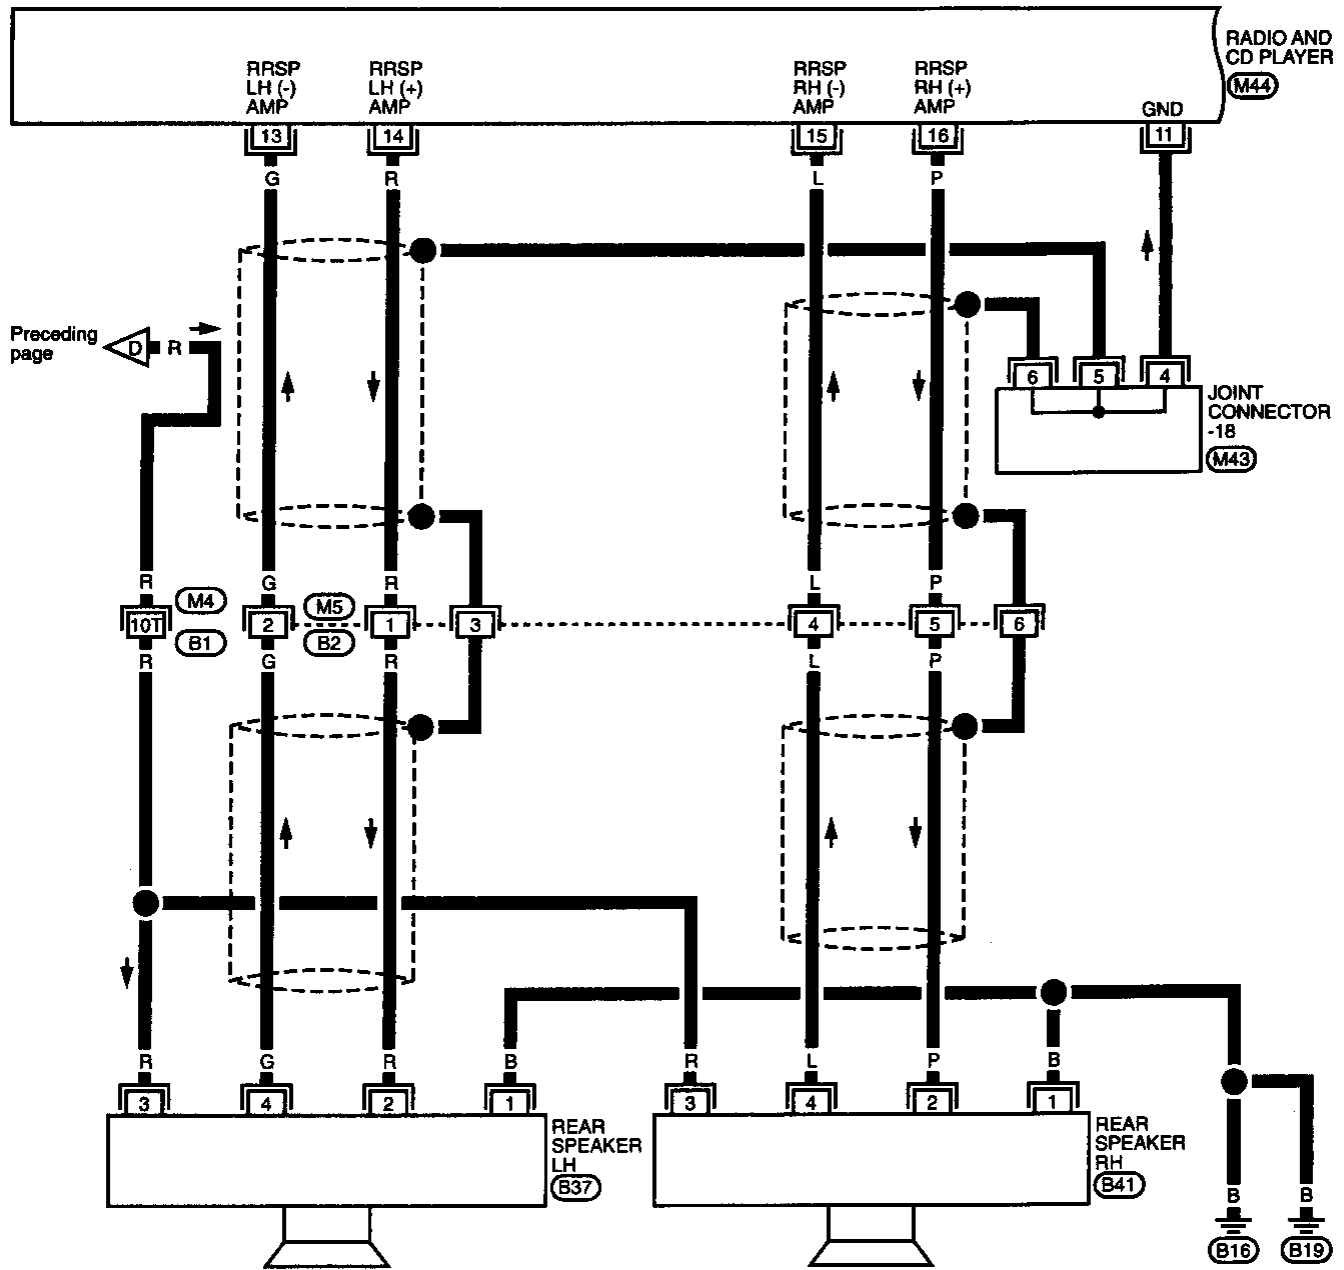 RADIO AND
CD PLAYER
M44
RRSP
LH (-)
AMP
RRSP
LH (+)
AMP
RRSP
RH (-)
AMP
RRSP
RH (+)
AMP
GND
13
14
15
16
11
G
R
L
P
Preceding
page
D
R
6
5
4
JOINT
CONNECTOR
-18
M43
R
G
R
L
P
M4
M5
10T
2
1
3
4
5
6
B1
B2
R
G
R
L
P
R
G
R
B
R
L
P
B
3
4
2
1
3
4
2
1
REAR
SPEAKER
LH
B37
REAR
SPEAKER
RH
B41
B
B
B16
B19